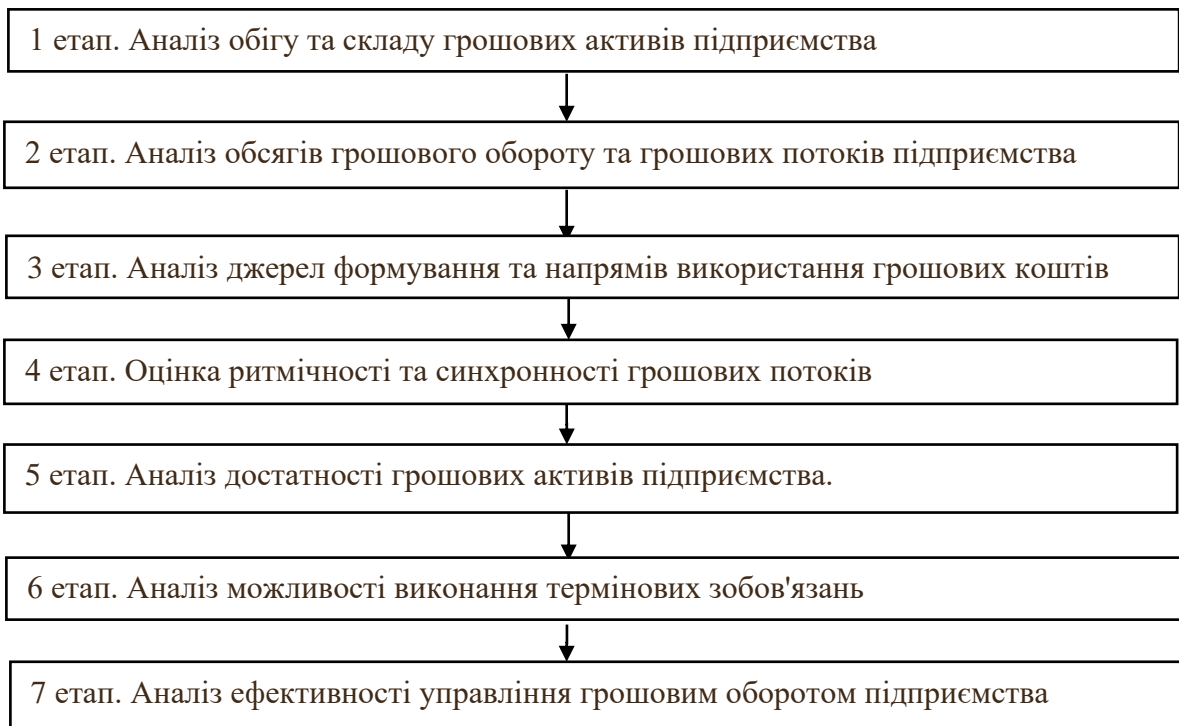 1 етап. Аналіз обігу та складу грошових активів підприємства
2 етап. Аналіз обсягів грошового обороту та грошових потоків підприємства
3 етап. Аналіз джерел формування та напрямів використання грошових коштів
4 етап. Оцінка ритмічності та синхронності грошових потоків
5 етап. Аналіз достатності грошових активів підприємства.
6 етап. Аналіз можливості виконання термінових зобов'язань
7 етап. Аналіз ефективності управління грошовим оборотом підприємства